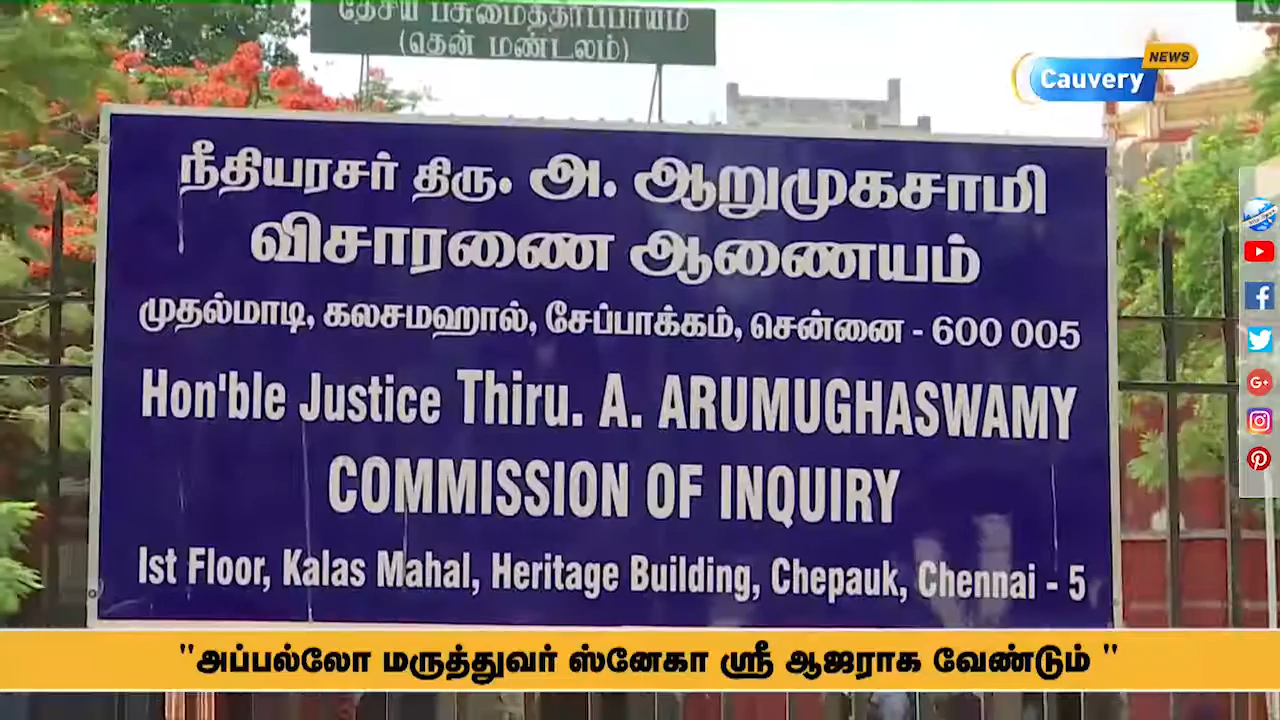 தேசிய பசுமைத்தீர்ப்பாயம்
(தென் மண்டலம்)
Cauvery NEWS
நீதியரசர் திரு. அ. ஆறுமுகசாமி
விசாரணை ஆணையம்
முதல்மாடி, கலசமஹால், சேப்பாக்கம், சென்னை - 600 005
Hon'ble Justice Thiru. A. ARUMUGHASWAMY
COMMISSION OF INQUIRY
Ist Floor, Kalas Mahal, Heritage Building, Chepauk, Chennai - 5
"அப்பல்லோ மருத்துவர் ஸ்னேகா ஸ்ரீ ஆஜராக வேண்டும் "